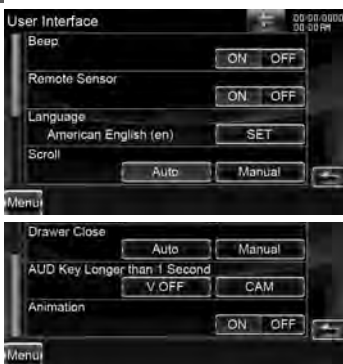 User Interface
00/00/0000
00:00 PM
Beep
ON OFF
Remote Sensor
ON OFF
Language
American English (en) SET
Scroll
Auto Manual
Menu
Drawer Close
Auto Manual
AUD Key Longer than 1 Second
V.OFF CAM
Animation
ON OFF
Menu